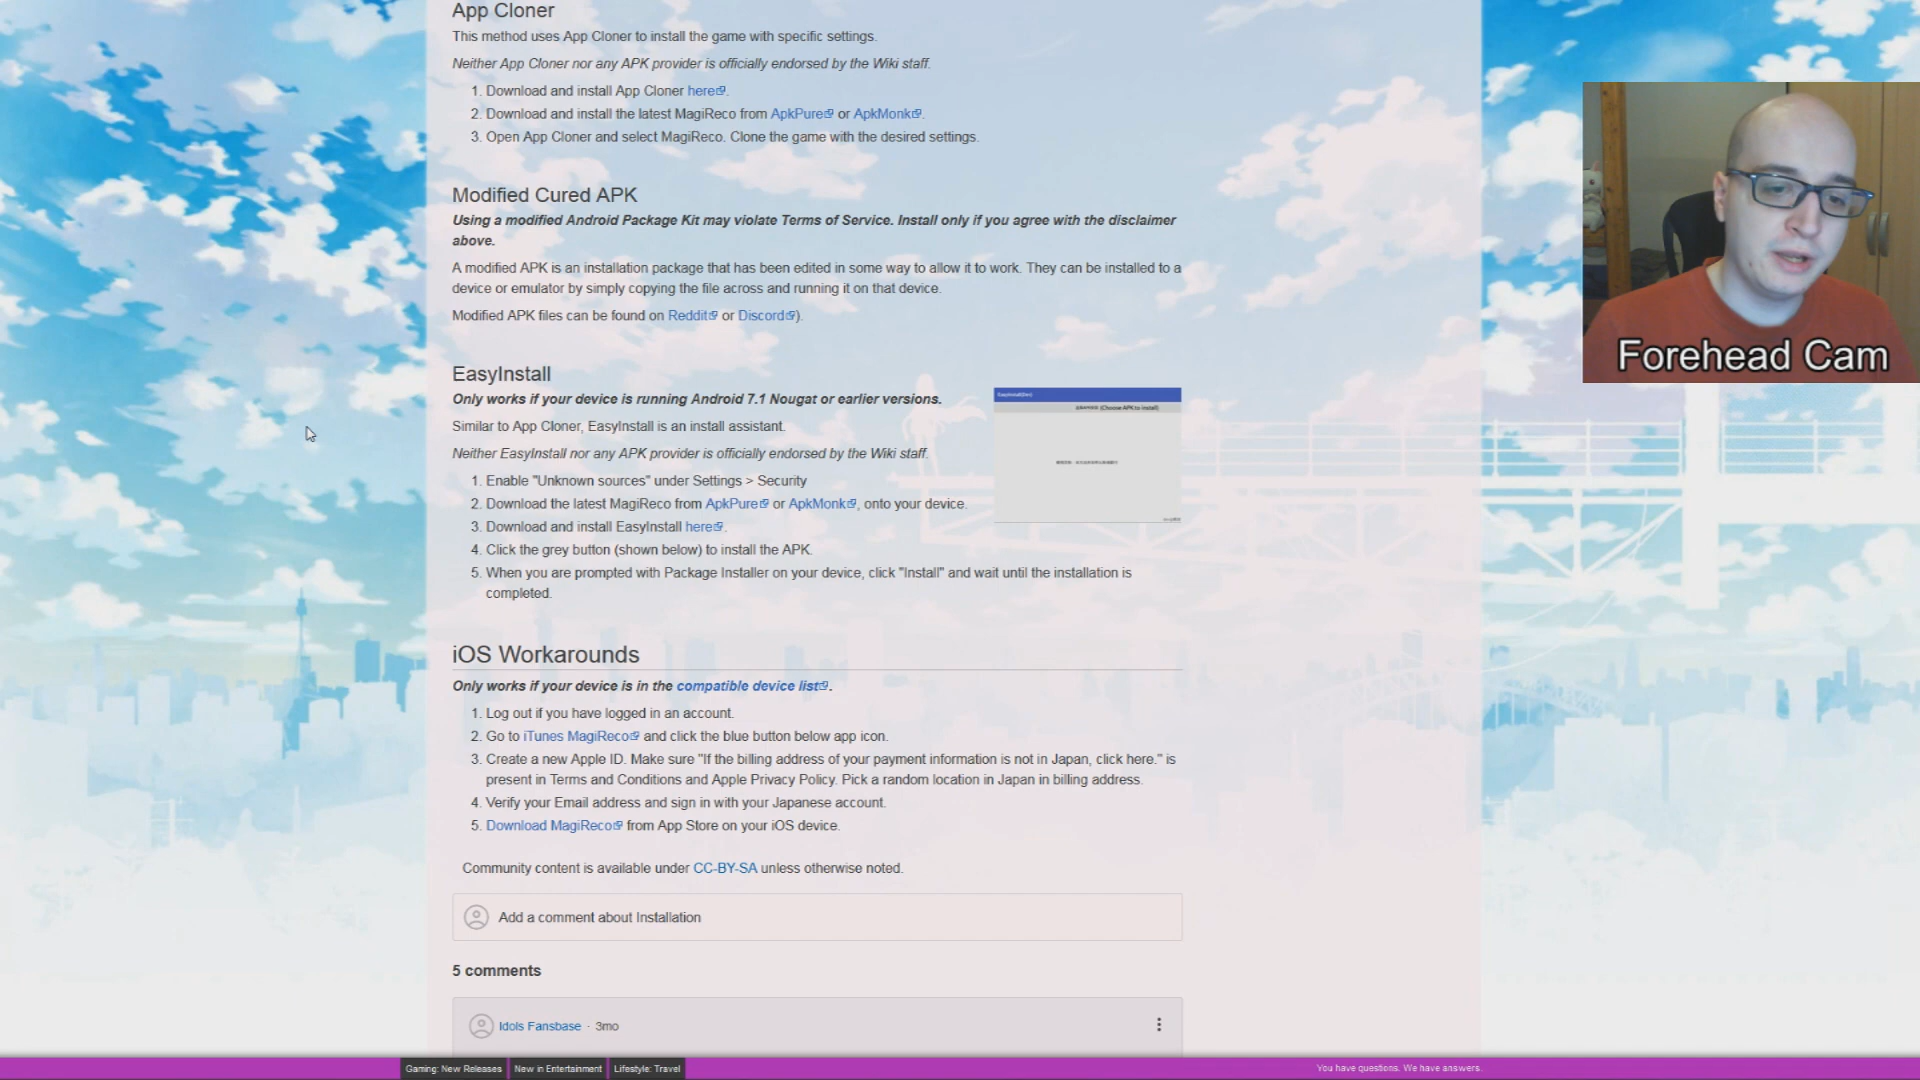 App Cloner
This method uses App Cloner to install the game with specific settings.
Neither App Cloner nor any APK provider is officially endorsed by the Wiki staff.
1. Download and install App Cloner here.
2. Download and install the latest MagiReco from ApkPure or ApkMonk.
3. Open App Cloner and select MagiReco. Clone the game with the desired settings.
Modified Cured APK
Using a modified Android Package Kit may violate Terms of Service. Install only if you agree with the disclaimer
above.
A modified APK is an installation package that has been edited in some way to allow it to work. They can be installed to a
device or emulator by simply copying the file across and running it on that device.
Modified APK files can be found on Reddit or Discord).
EasyInstall
Only works if your device is running Android 7.1 Nougat or earlier versions.
Similar to App Cloner, EasyInstall is an install assistant.
Neither EasyInstall nor any APK provider is officially endorsed by the Wiki staff.
1. Enable "Unknown sources" under Settings > Security
2. Download the latest MagiReco from ApkPure or ApkMonk, onto your device.
3. Download and install EasyInstall here.
4. Click the grey button (shown below) to install the APK.
5. When you are prompted with Package Installer on your device, click "Install" and wait until the installation is
completed.
(Choose APK to install)
iOS Workarounds
Only works if your device is in the compatible device list.
1. Log out if you have logged in an account.
2. Go to iTunes MagiReco and click the blue button below app icon.
3. Create a new Apple ID. Make sure "If the billing address of your payment information is not in Japan, click here." is
present in Terms and Conditions and Apple Privacy Policy. Pick a random location in Japan in billing address.
4. Verify your Email address and sign in with your Japanese account.
5. Download MagiReco from App Store on your iOS device.
Community content is available under CC-BY-SA unless otherwise noted.
Add a comment about Installation
5 comments
Idols Fansbase · 3mo
Forehead Cam
Gaming: New Releases
New in Entertainment
Lifestyle: Travel
You have questions. We have answers.